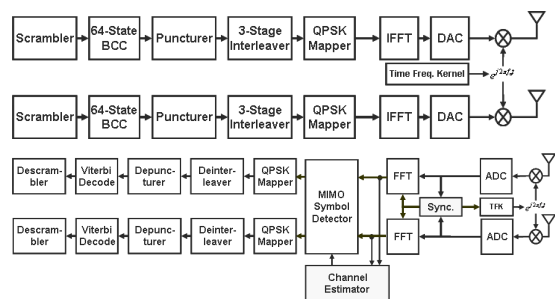 Scrambler
64-State
BCC
Puncturer
3-Stage
Interleaver
QPSK
Mapper
IFFT
DAC
Time Freq. Kernel
Scrambler
64-State
BCC
Puncturer
3-Stage
Interleaver
QPSK
Mapper
IFFT
DAC
Descram-
bler
Viterbi
Decode
Depunc-
turer
Deinter-
leaver
QPSK
Mapper
MIMO
Symbol
Detector
FFT
ADC
Sync.
TFK
Descram-
bler
Viterbi
Decode
Depunc-
turer
Deinter-
leaver
QPSK
Mapper
FFT
ADC
Channel
Estimator